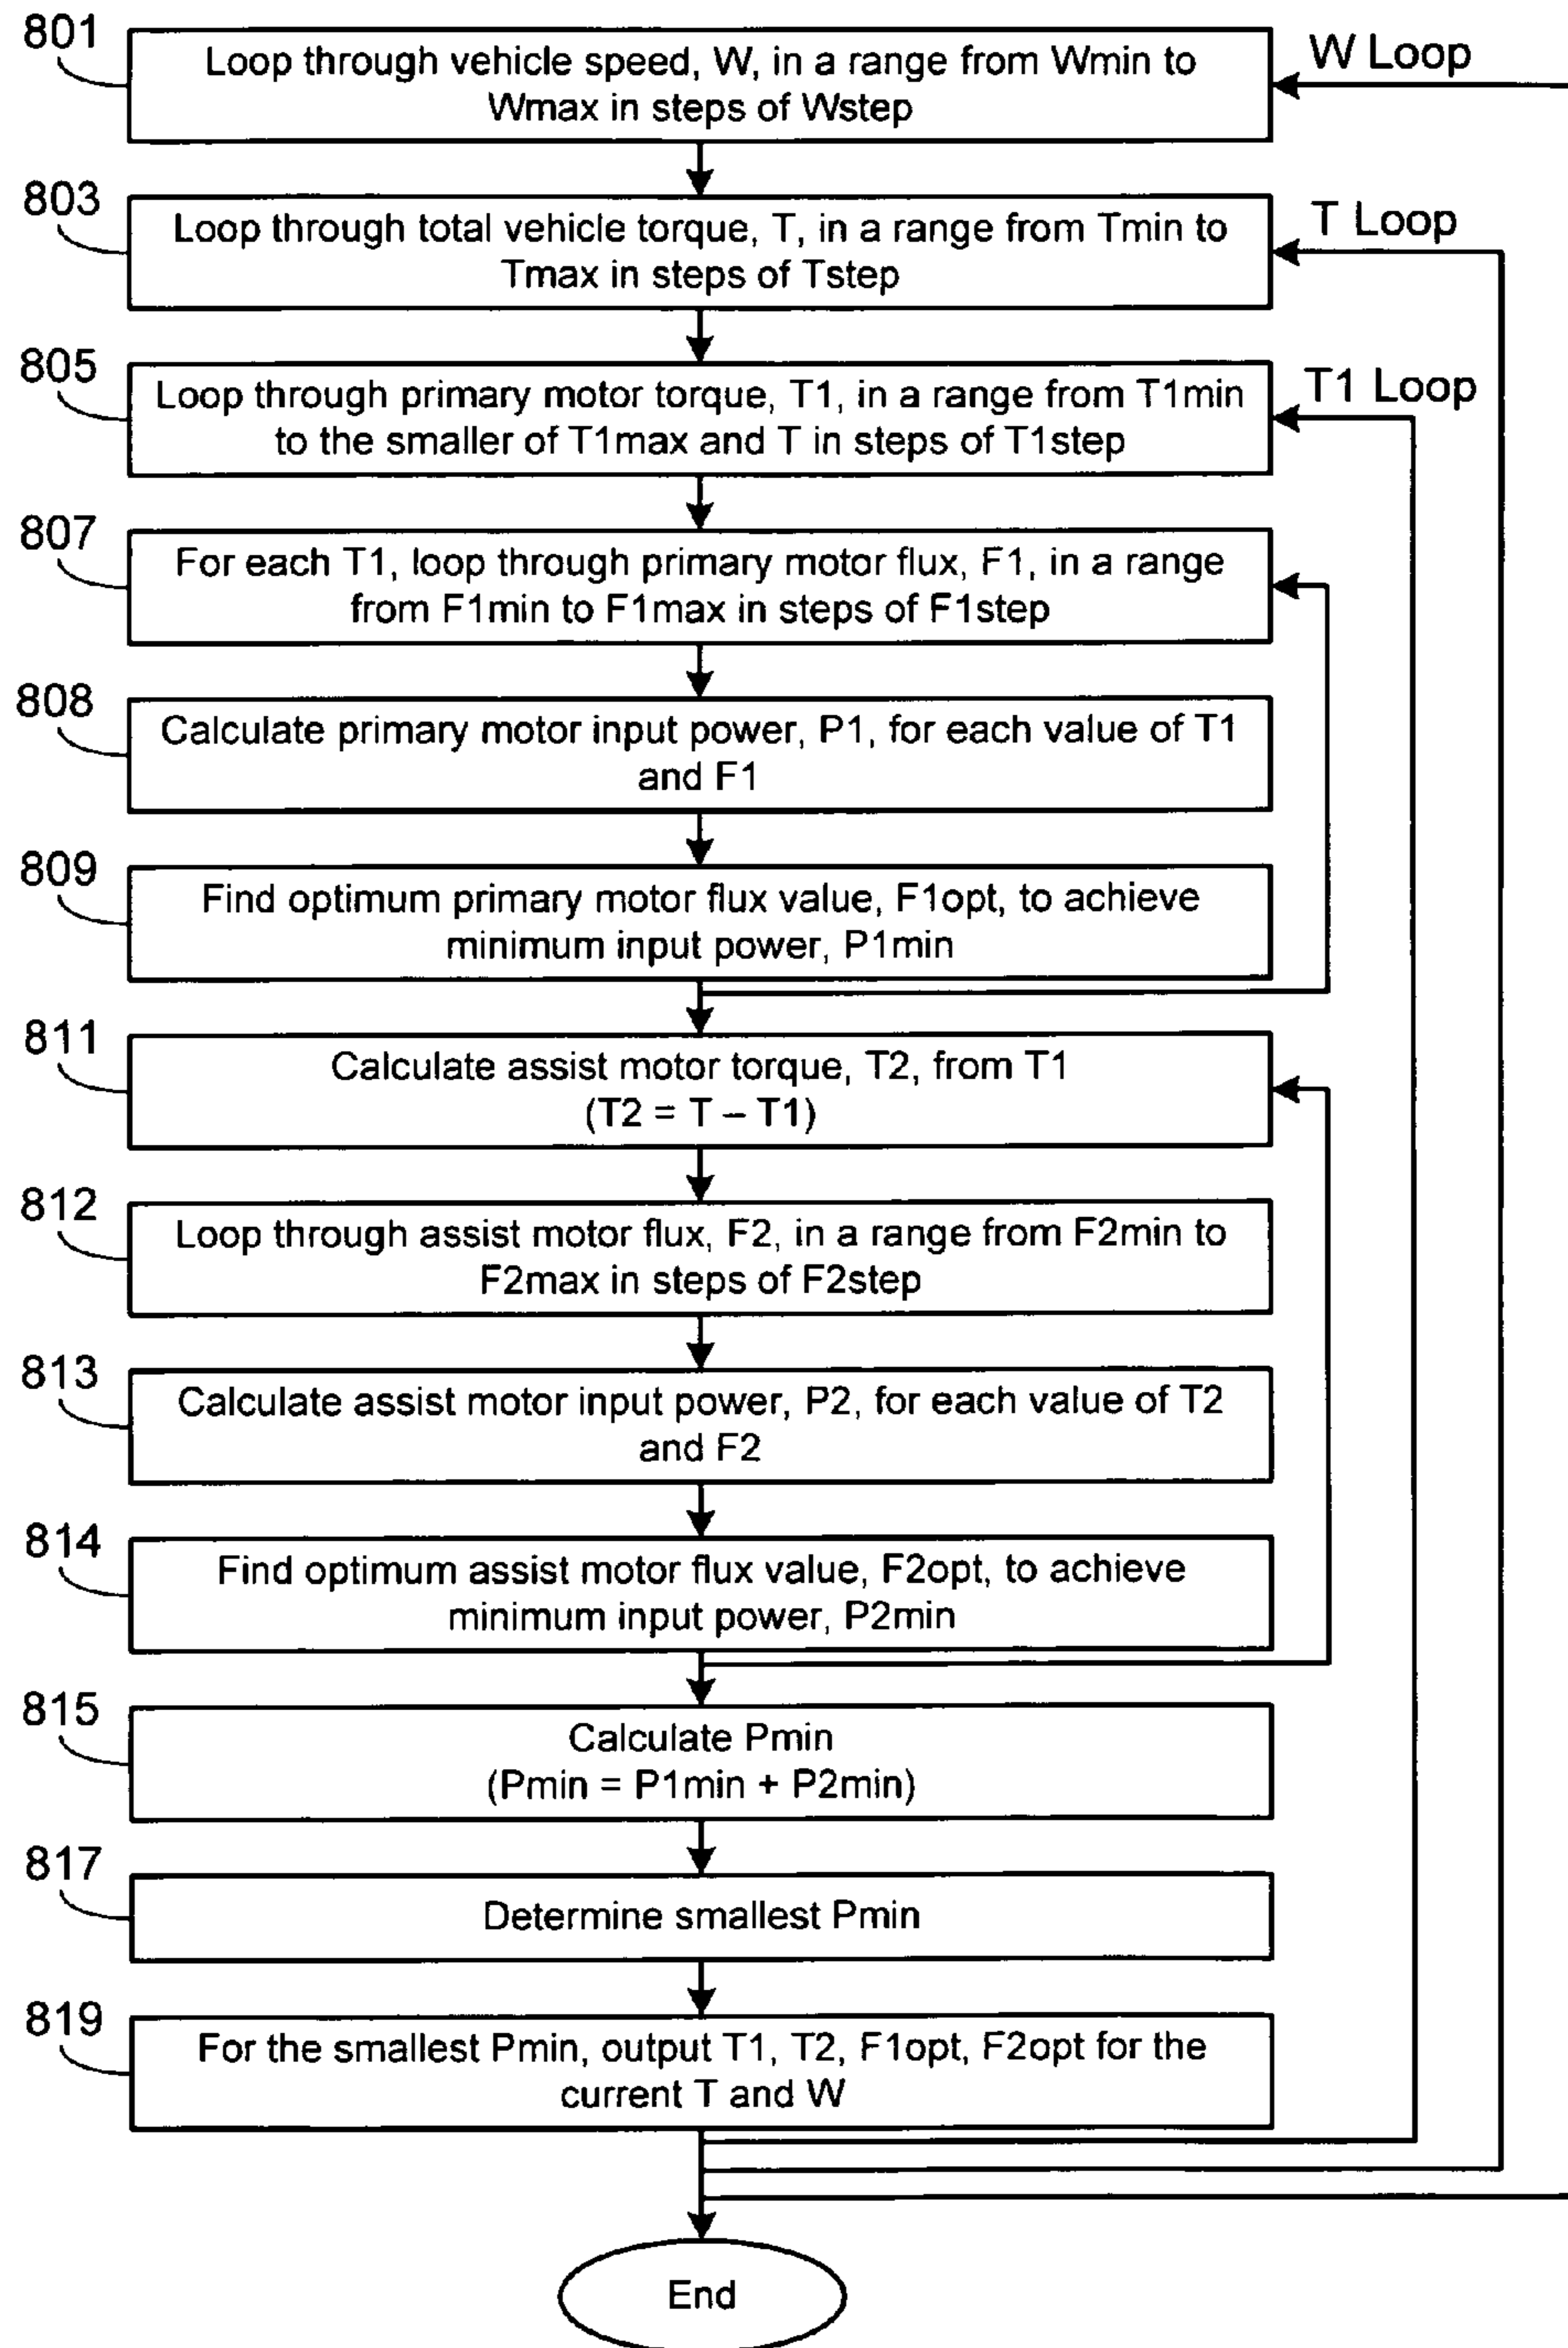 801
Loop through vehicle speed, W, in a range from Wmin to
Wmax in steps of Wstep
W Loop
803
Loop through total vehicle torque, T, in a range from Tmin to
Tmax in steps of Tstep
T Loop
805
Loop through primary motor torque, T1, in a range from T1min
to the smaller of T1max and T in steps of T1step
T1 Loop
807
For each T1, loop through primary motor flux, F1, in a range
from F1min to F1max in steps of F1step
808
Calculate primary motor input power, P1, for each value of T1
and F1
809
Find optimum primary motor flux value, F1opt, to achieve
minimum input power, P1min
811
Calculate assist motor torque, T2, from T1
(T2 = T – T1)
812
Loop through assist motor flux, F2, in a range from F2min to
F2max in steps of F2step
813
Calculate assist motor input power, P2, for each value of T2
and F2
814
Find optimum assist motor flux value, F2opt, to achieve
minimum input power, P2min
815
Calculate Pmin
(Pmin = P1min + P2min)
817
Determine smallest Pmin
819
For the smallest Pmin, output T1, T2, F1opt, F2opt for the
current T and W
End